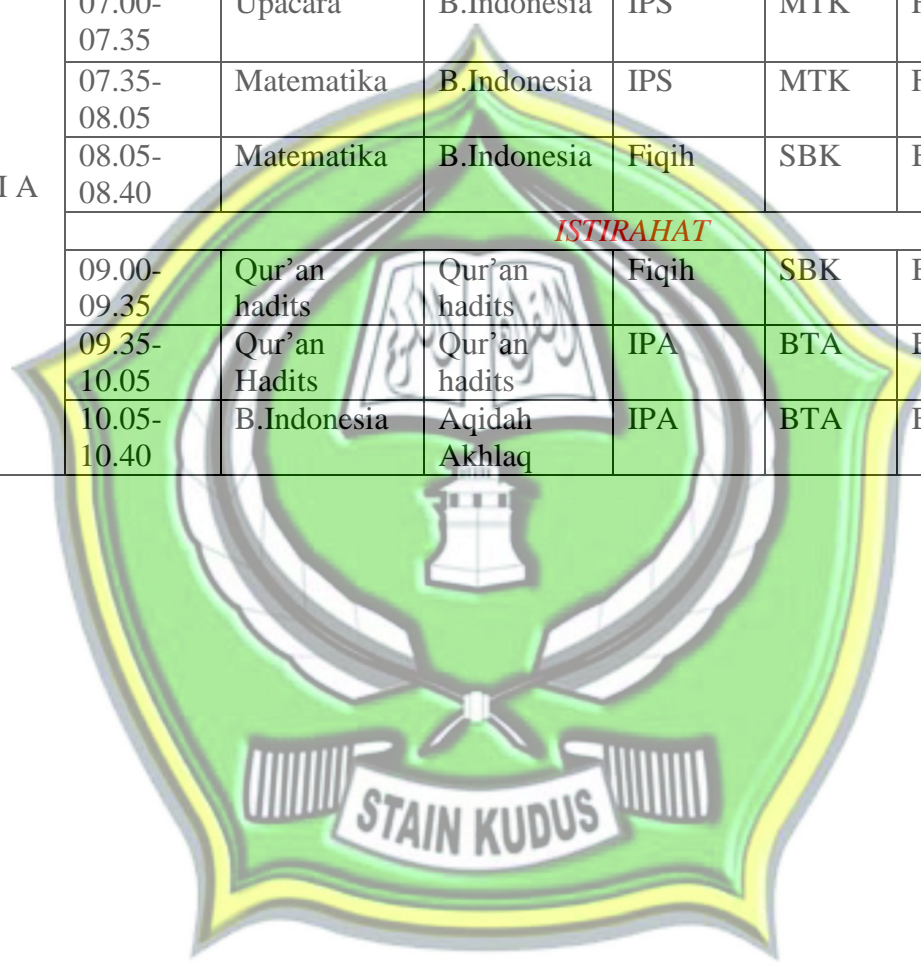 07.00- Upacara B.Indonesia IPS MTK
07.35
07.35- Matematika B.Indonesia IPS MTK
08.05
08.05- Matematika B.Indonesia Fiqih SBK
I A
08.40
ISTIRAHAT
09.00- Qur’an Qur’an Fiqih SBK
09.35 hadits hadits
09.35- Qur’an Qur’an IPA BTA
10.05 Hadits hadits
10.05- B.Indonesia Aqidah IPA BTA
10.40 Akhlaq
STAIN KUDUS